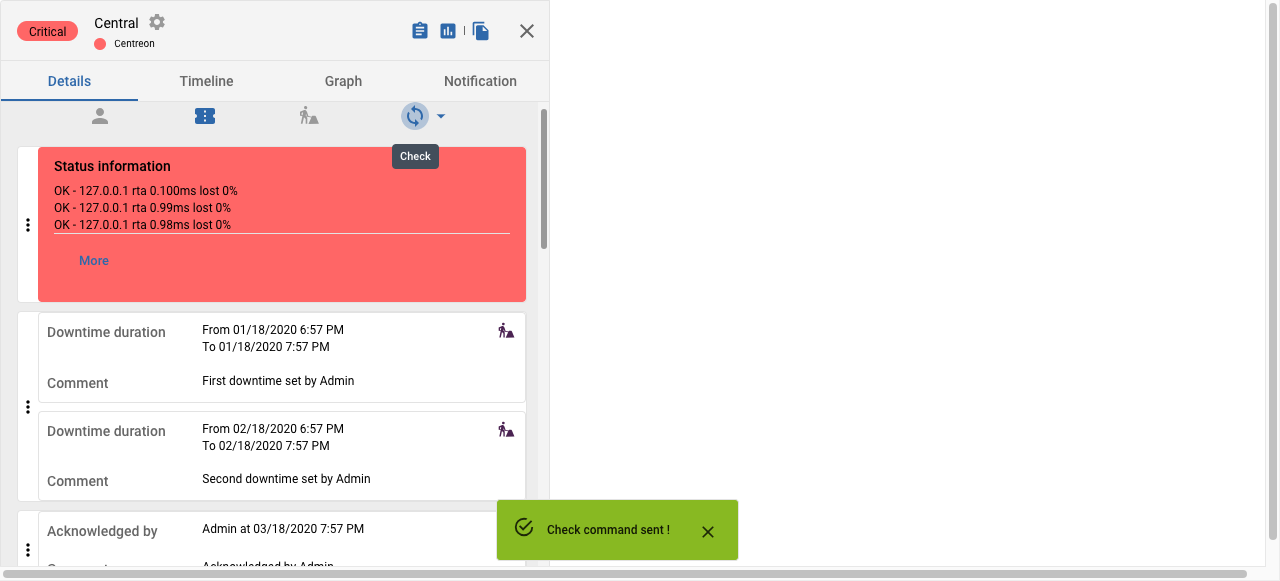 Critical
Central
Centreon
Details
Timeline
Graph
Notification
Check
Status information
OK - 127.0.0.1 rta 0.100ms lost 0%
OK - 127.0.0.1 rta 0.99ms lost 0%
OK - 127.0.0.1 rta 0.98ms lost 0%
More
Downtime duration
From 01/18/2020 6:57 PM
To 01/18/2020 7:57 PM
Comment
First downtime set by Admin
Downtime duration
From 02/18/2020 6:57 PM
To 02/18/2020 7:57 PM
Comment
Second downtime set by Admin
Acknowledged by
Admin at 03/18/2020 7:57 PM
Acknowledged by Admin
Check command sent !